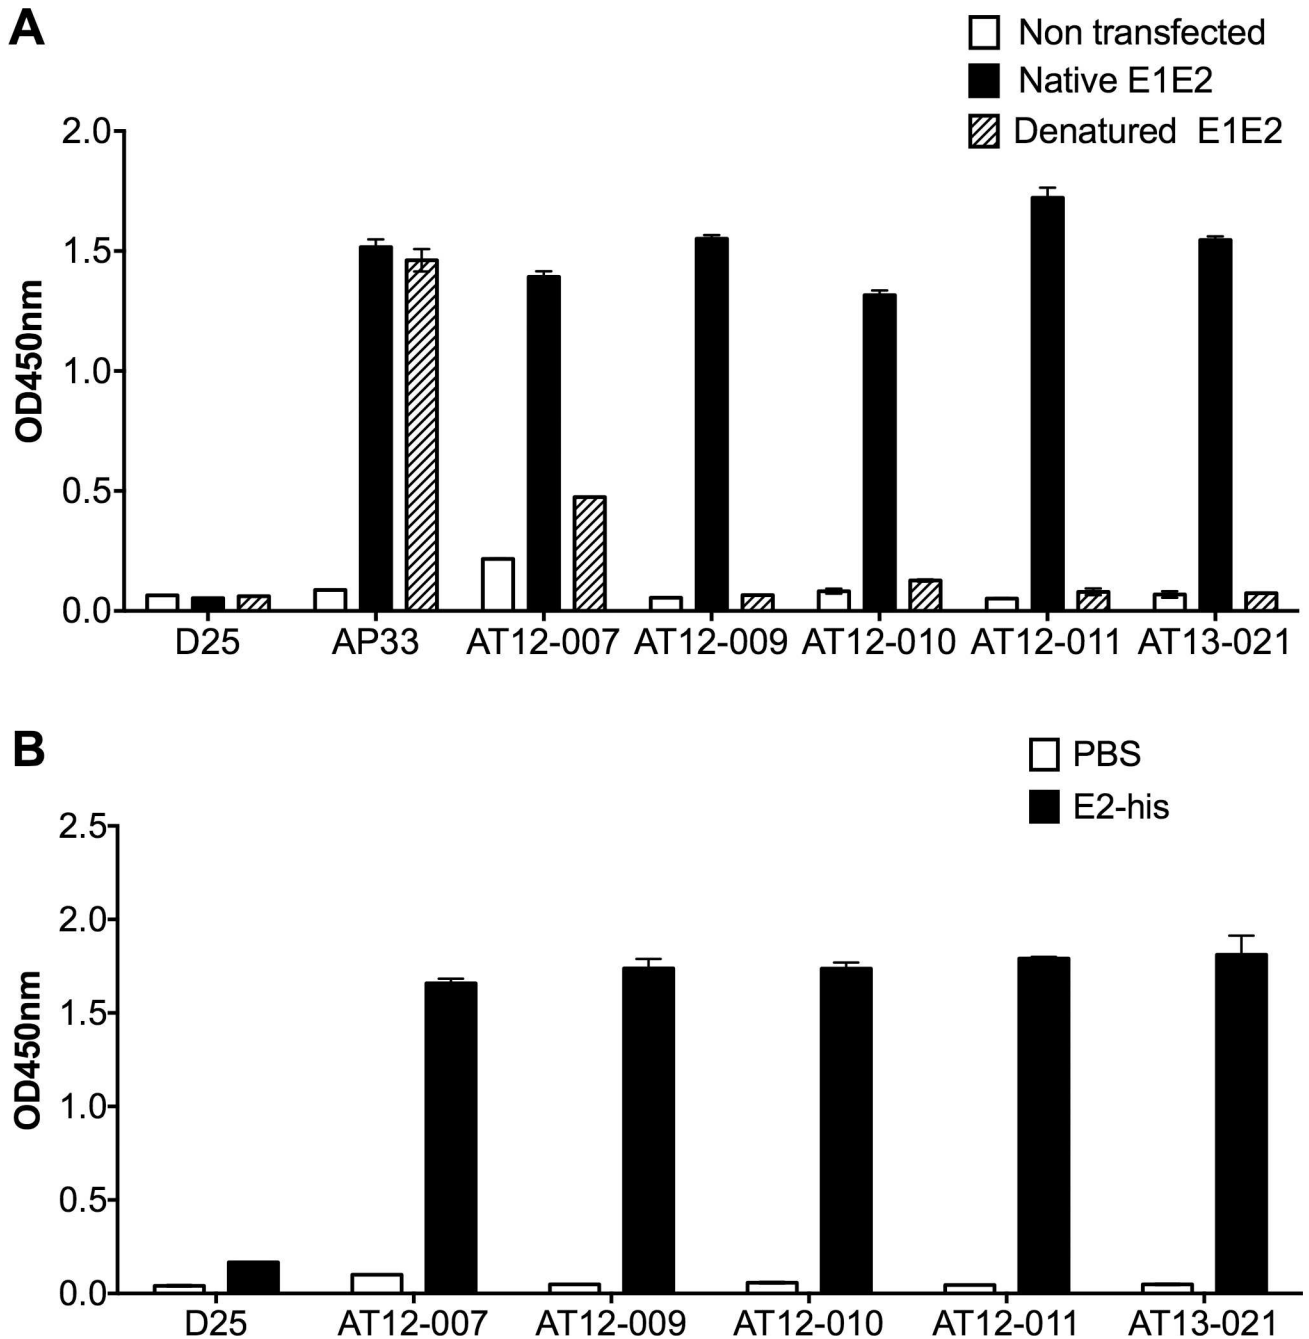 A
Non transfected
Native E1E2
Denatured E1E2
2.0
1.5
1.0
0.5
0.0
OD450nm
D25 AP33 AT12-007 AT12-009 AT12-010 AT12-011 AT13-021
B
PBS
E2-his
2.5
2.0
1.5
1.0
0.5
0.0
OD450nm
D25 AT12-007 AT12-009 AT12-010 AT12-011 AT13-021